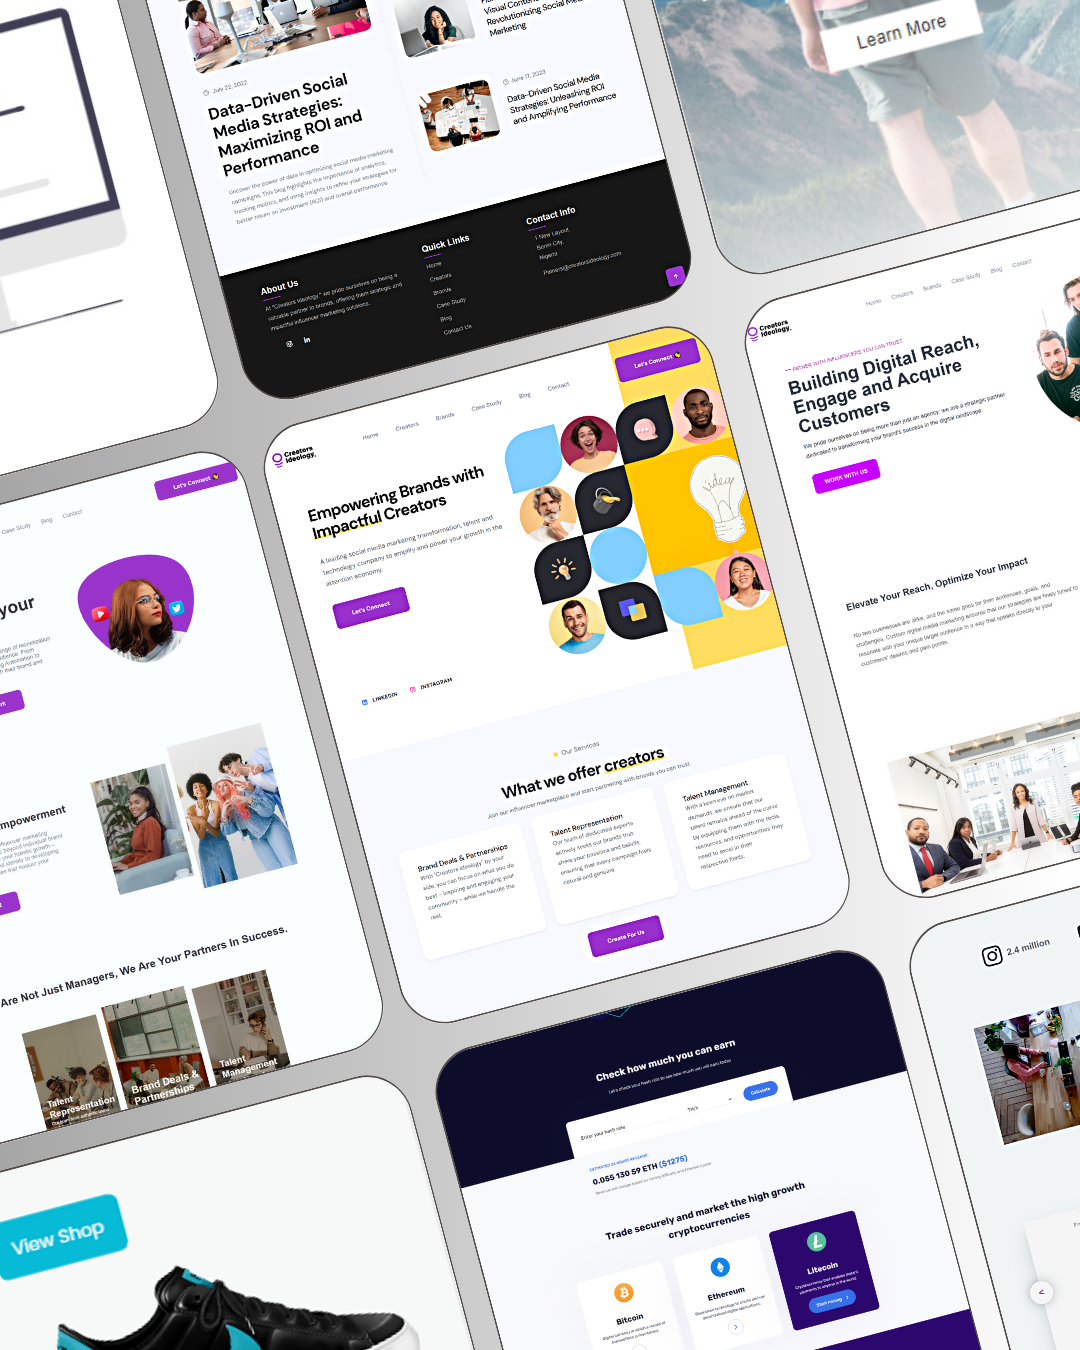 Visual Content
Revolutionizing Social Me
Marketing
July 22, 2022
Data-Driven Social
Media Strategies:
Maximizing ROI and
Performance
Uncover the power of data in optimizing social media marketing
campaigns. This blog highlights the importance of analytics,
tracking metrics, and using insights to refine your strategies for
better return on investment (ROI) and overall performance.
June 17, 2023
Data-Driven Social Media
Strategies: Unleashing ROI
and Amplifying Performance
About Us
At "Creators Ideology," we pride ourselves on being a
valuable partner to brands, offering them strategic and
impactful influencer marketing solutions.
Quick Links
Home
Creators
Brands
Case Study
Blog
Contact Us
Contact Info
1 New Layout,
Benin City,
Nigeria
Learn More
Let's Connect
Case Study
Blog
Contact
your
mpowerment
Are Not Just Managers, We Are Your Partners In Success.
Talent
Representation
Brand Deals &
Partnerships
Talent
Management
Creators
Ideology.
Home
Creators
Brands
Case Study
Blog
Contact
Let's Connect
Empowering Brands with
Impactful Creators
A leading social media marketing transformation, talent and
technology company to amplify and power your growth in the
attention economy.
Let's Connect
idea
LINKEDIN
INSTAGRAM
Our Services
What we offer creators
Join our influencer marketplace and start partnering with brands you can trust.
Brand Deals & Partnerships
With "Creators Ideology" by your
side, you can focus on what you do
best – inspiring and engaging your
community – while we handle the
rest.
Talent Representation
Our team of dedicated experts
actively seeks out brands that
share your passions and beliefs,
ensuring that every campaign feels
natural and genuine.
Talent Management
With a keen eye on market
demands, we ensure that our
talent remains ahead of the curve
by equipping them with the tools,
resources, and opportunities they
need to excel in their
respective fields.
Create For Us
Creators
Ideology.
Home
Creators
Brands
Case Study
Blog
Contact
PATNER WITH INFLUENCERS YOU CAN TRUST
Building Digital Reach,
Engage and Acquire
Customers
We pride ourselves on being more than just an agency; we are a strategic partner
dedicated to transforming your brand's success in the digital landscape.
WORK WITH US
Elevate Your Reach, Optimize Your Impact
No two businesses are alike, and the same goes for their audiences, goals, and
challenges. Custom digital media marketing ensures that our strategies are finely tuned to
resonate with your unique target audience in a way that speaks directly to your
customers' desires and pain points.
2.4 million
View Shop
Check how much you can earn
Let's check your hash rate to see how much you will earn today
Enter your hash rate
TH/s
Calculate
ESTIMATED 24 HOURS REVENUE:
0.055 130 59 ETH ($1275)
Revenue will change based on mining difficulty and Ethereum price.
Trade securely and market the high growth
cryptocurrencies
Bitcoin
Ethereum
Litecoin
Start mining